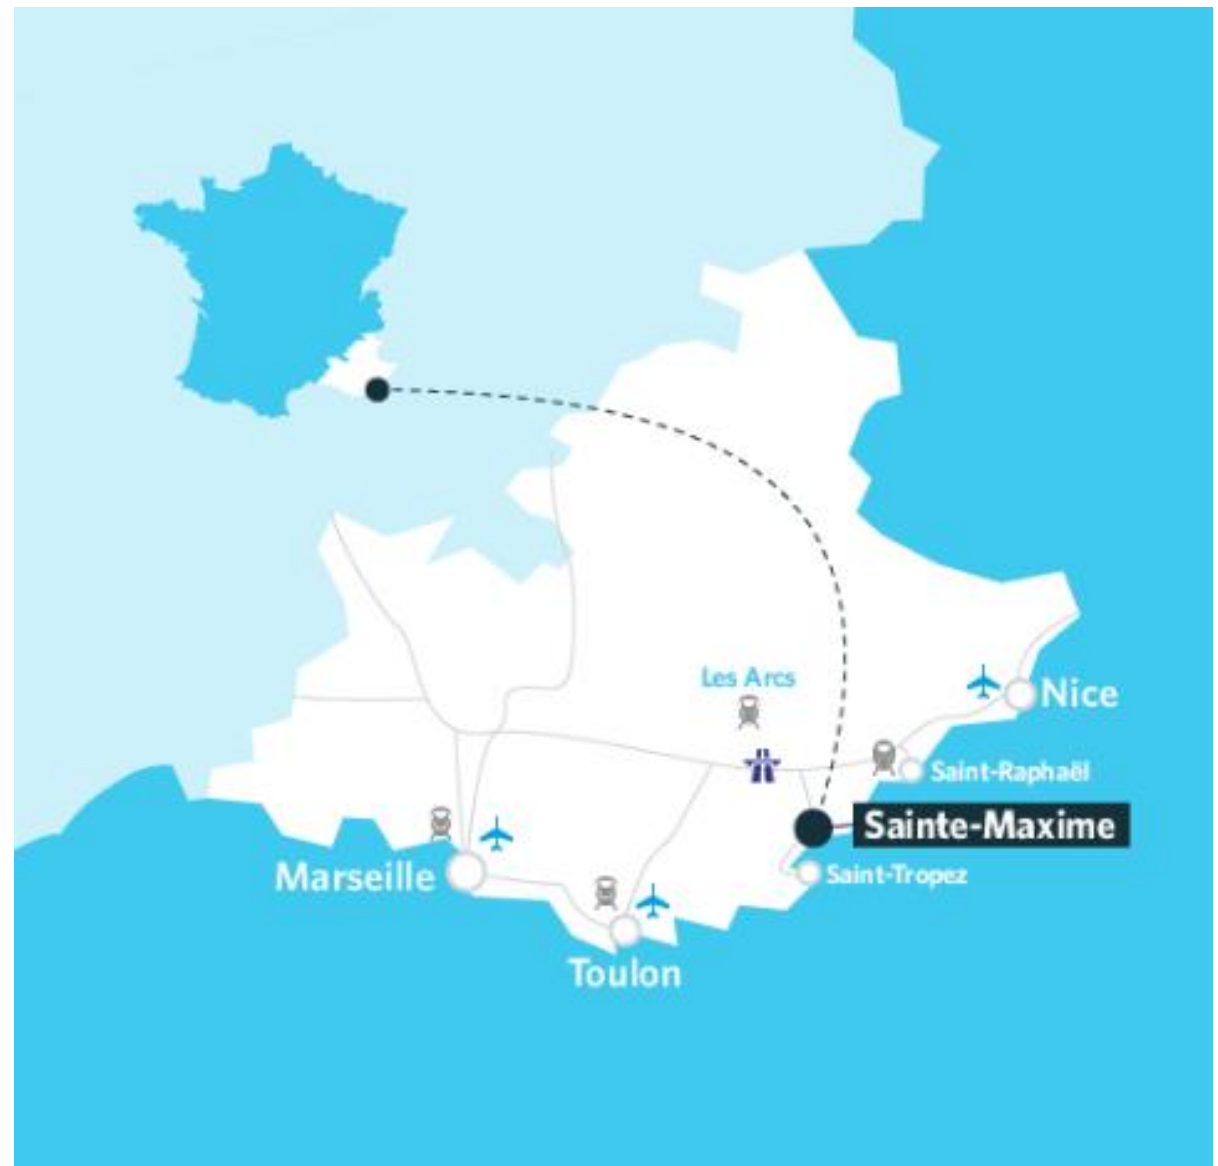 Les Arcs
Nice
Saint-Raphaël
Sainte-Maxime
Marseille
Saint-Tropez
Toulon